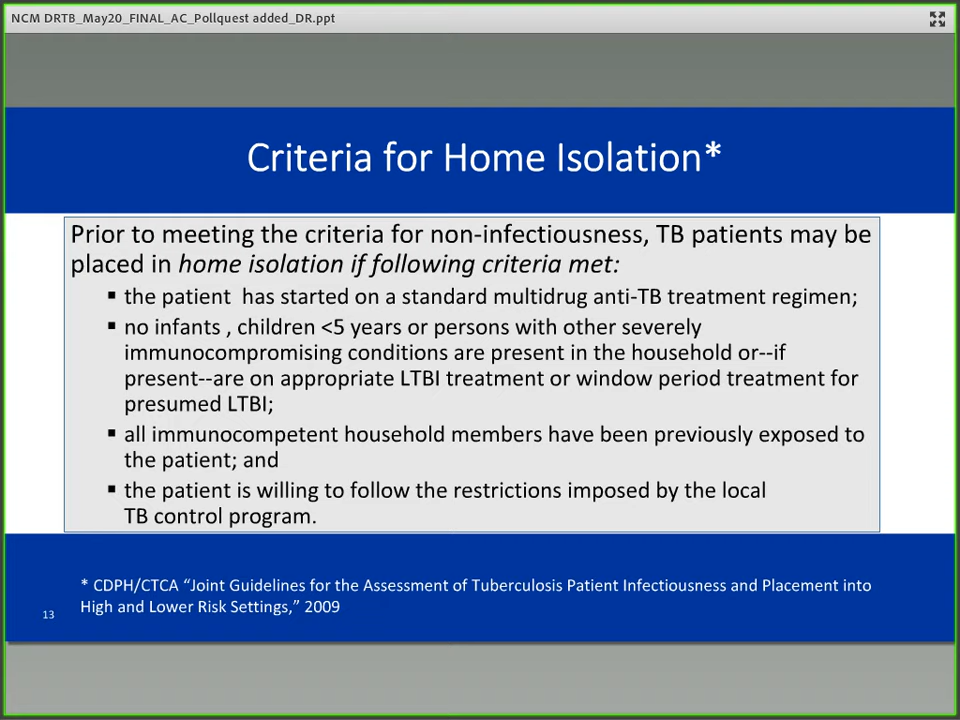 NCM DRTB_May20_FINAL_AC_Pollquest added_DR.ppt
Criteria for Home Isolation*
Prior to meeting the criteria for non-infectiousness, TB patients may be
placed in home isolation if following criteria met:
▪ the patient  has started on a standard multidrug anti-TB treatment regimen;
▪ no infants , children <5 years or persons with other severely
immunocompromising conditions are present in the household or--if
present--are on appropriate LTBI treatment or window period treatment for
presumed LTBI;
▪ all immunocompetent household members have been previously exposed to
the patient; and
▪ the patient is willing to follow the restrictions imposed by the local
TB control program.
* CDPH/CTCA “Joint Guidelines for the Assessment of Tuberculosis Patient Infectiousness and Placement into
High and Lower Risk Settings,” 2009
13